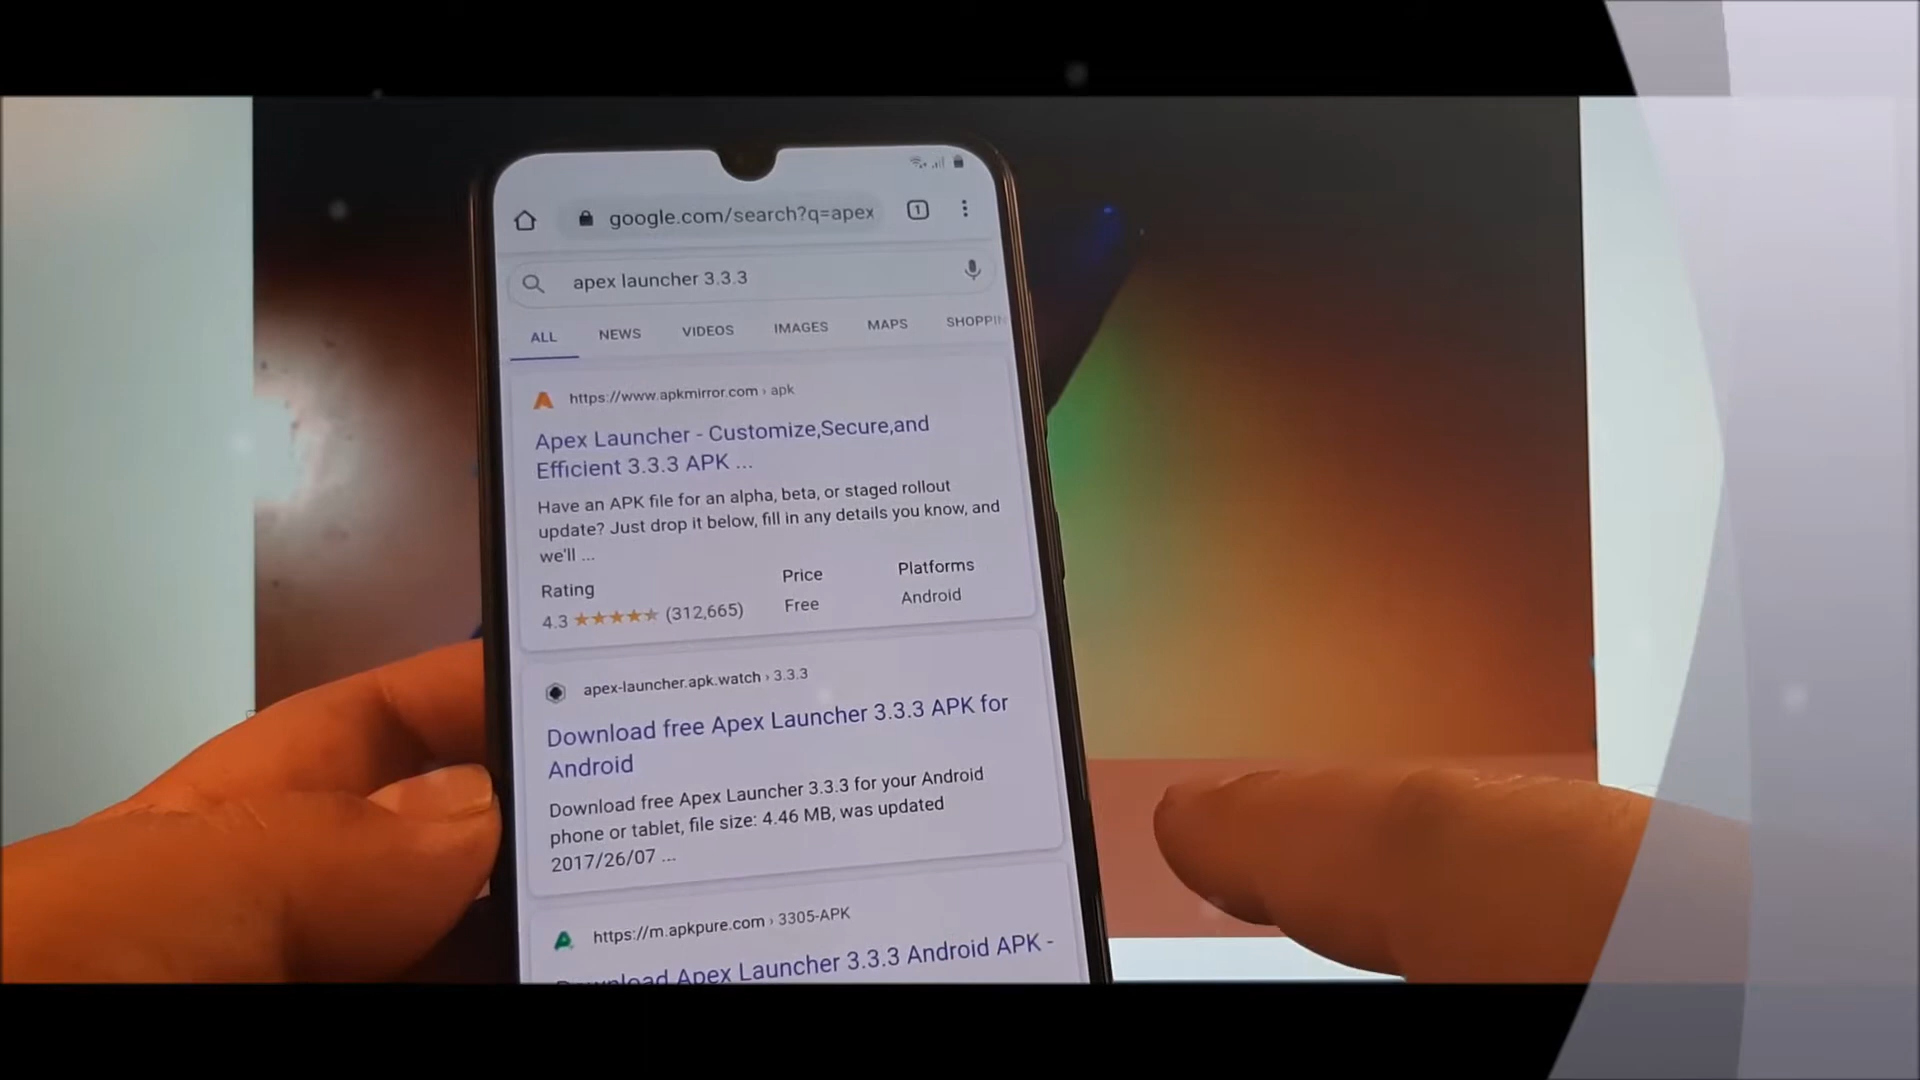 google.com/search?q=apex
1
apex launcher 3.3.3
ALL NEWS VIDEOS IMAGES MAPS SHOPPIN
https://www.apkmirror.com › apk
Apex Launcher - Customize,Secure,and
Efficient 3.3.3 APK ...
Have an APK file for an alpha, beta, or staged rollout
update? Just drop it below, fill in any details you know, and
we'll ...
Rating Price Platforms
4.3 (312,665) Free Android
apex-launcher.apk.watch › 3.3.3
Download free Apex Launcher 3.3.3 APK for
Android
Download free Apex Launcher 3.3.3 for your Android
phone or tablet, file size: 4.46 MB, was updated
2017/26/07 ...
https://m.apkpure.com › 3305-APK
Download Apex Launcher 3.3.3 Android APK -